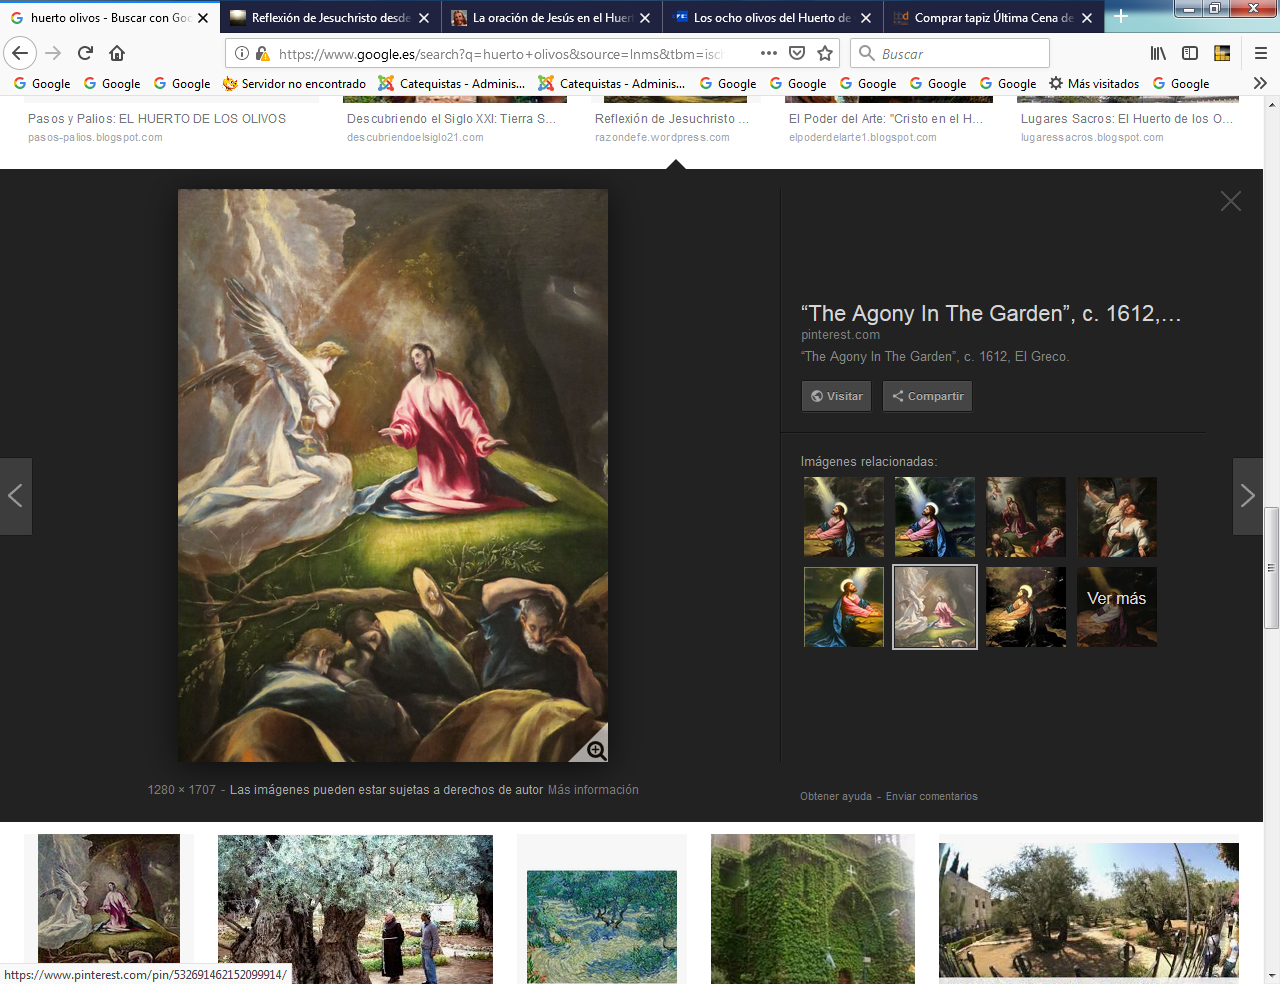 huerto olivos - Buscar con Goo
Reflexión de Jesuchristo desde
La oración de Jesús en el Huert
Los ocho olivos del Huerto de
Comprar tapiz Última Cena de
https://www.google.es/search?q=huerto+olivos&source=lnms&tbm=isch
Buscar
Google
Google
Google
Servidor no encontrado
Catequistas - Adminis...
Catequistas - Adminis...
Google
Google
Google
Google
Google
Más visitados
Google
Pasos y Palios: EL HUERTO DE LOS OLIVOS
pasos-palios.blogspot.com
Descubriendo el Siglo XXI: Tierra S...
descubriendoelsiglo21.com
Reflexión de Jesuchristo ...
razondefe.wordpress.com
El Poder del Arte: "Cristo en el H...
elpoderdelarte1.blogspot.com
Lugares Sacros: El Huerto de los O...
lugaressacros.blogspot.com
“The Agony In The Garden”, c. 1612,...
pinterest.com
“The Agony In The Garden”, c. 1612, El Greco.
Visitar
Compartir
Imágenes relacionadas:
Ver más
1280 × 1707 - Las imágenes pueden estar sujetas a derechos de autor Más información
Obtener ayuda - Enviar comentarios
https://www.pinterest.com/pin/532691462152099914/